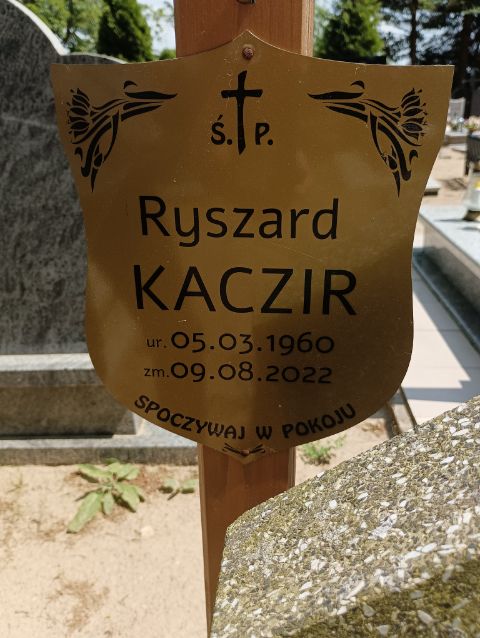 Ś. P.
Ryszard
KACZIR
ur. 05.03.1960
zm. 09.08.2022
SPOCZYWAJ W POKOJU